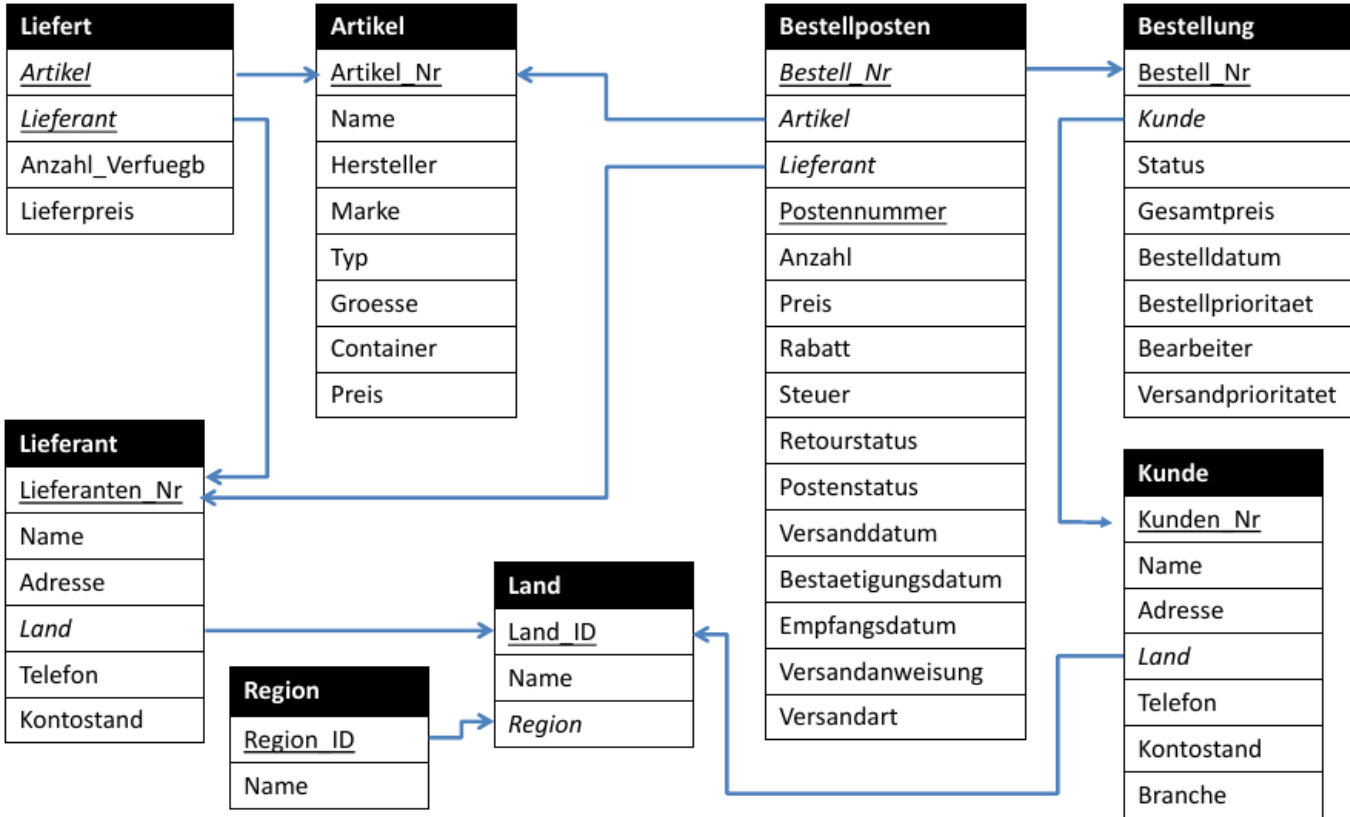 Liefert
Artikel
Lieferant
Anzahl_Verfuegb
Lieferpreis
Artikel
Artikel_Nr
Name
Hersteller
Marke
Typ
Groesse
Container
Preis
Bestellposten
Bestell_Nr
Artikel
Lieferant
Postennummer
Anzahl
Preis
Rabatt
Steuer
Retourstatus
Postenstatus
Versanddatum
Bestaetigungsdatum
Empfangsdatum
Versandanweisung
Versandart
Bestellung
Bestell_Nr
Kunde
Status
Gesamtpreis
Bestelldatum
Bestellprioritaet
Bearbeiter
Versandprioritatet
Lieferant
Lieferanten_Nr
Name
Adresse
Land
Telefon
Kontostand
Region
Region_ID
Name
Land
Land_ID
Name
Region
Kunde
Kunden_Nr
Name
Adresse
Land
Telefon
Kontostand
Branche